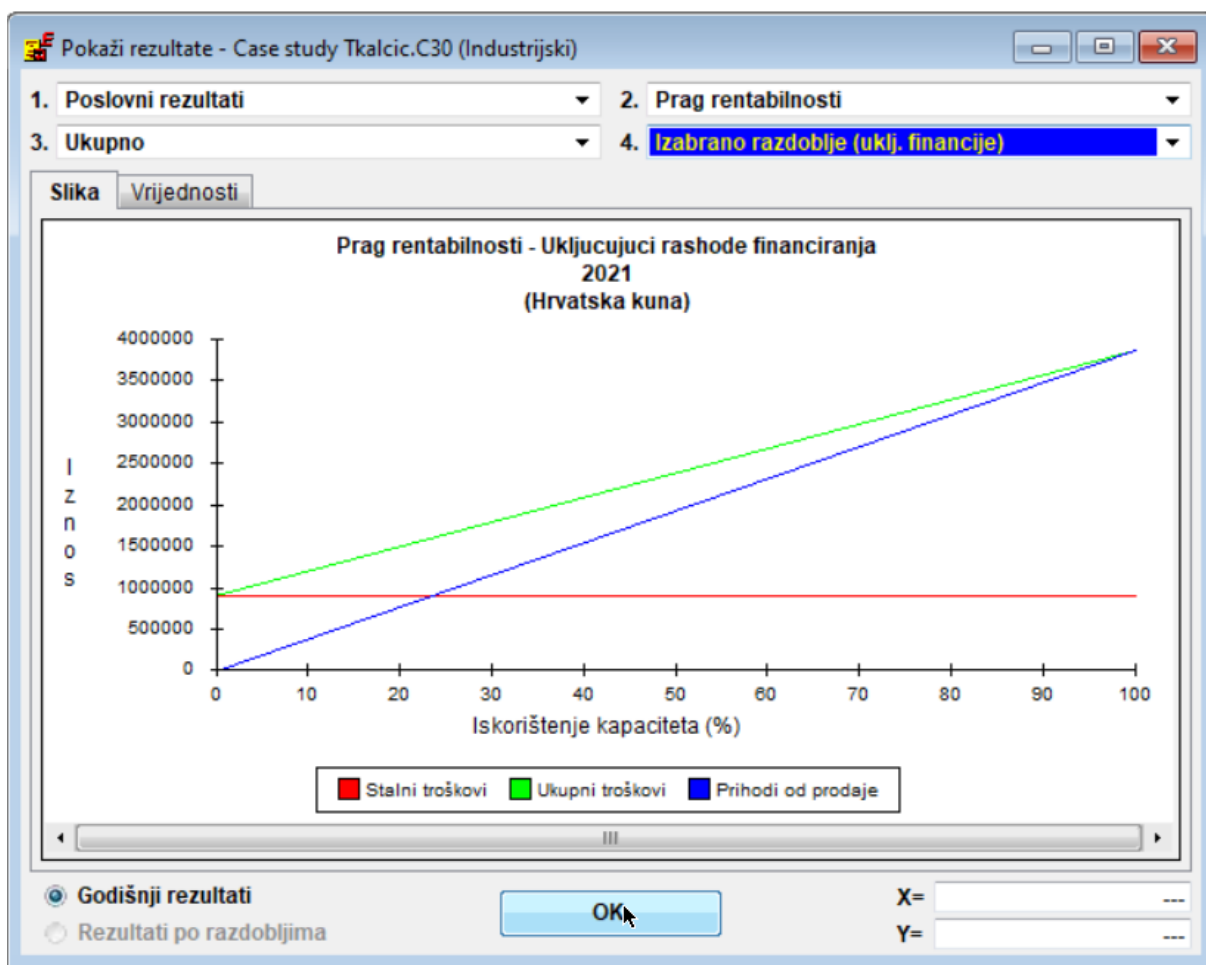 Pokaži rezultate - Case study Tkalcic.C30 (Industrijski)
1. Poslovni rezultati 2. Prag rentabilnosti
3. Ukupno 4. Izabrano razdoblje (uklj. financije)
Slika Vrijednosti
Prag rentabilnosti - Ukljucujuci rashode financiranja
2021
(Hrvatska kuna)
4000000
3500000
3000000
2500000
2000000
1500000
1000000
500000
0
Iznos
0 10 20 30 40 50 60 70 80 90 100
Iskorištenje kapaciteta (%)
Stalni troškovi Ukupni troškovi Prihodi od prodaje
Godišnji rezultati OK X= ---
Rezultati po razdobljima Y= ---